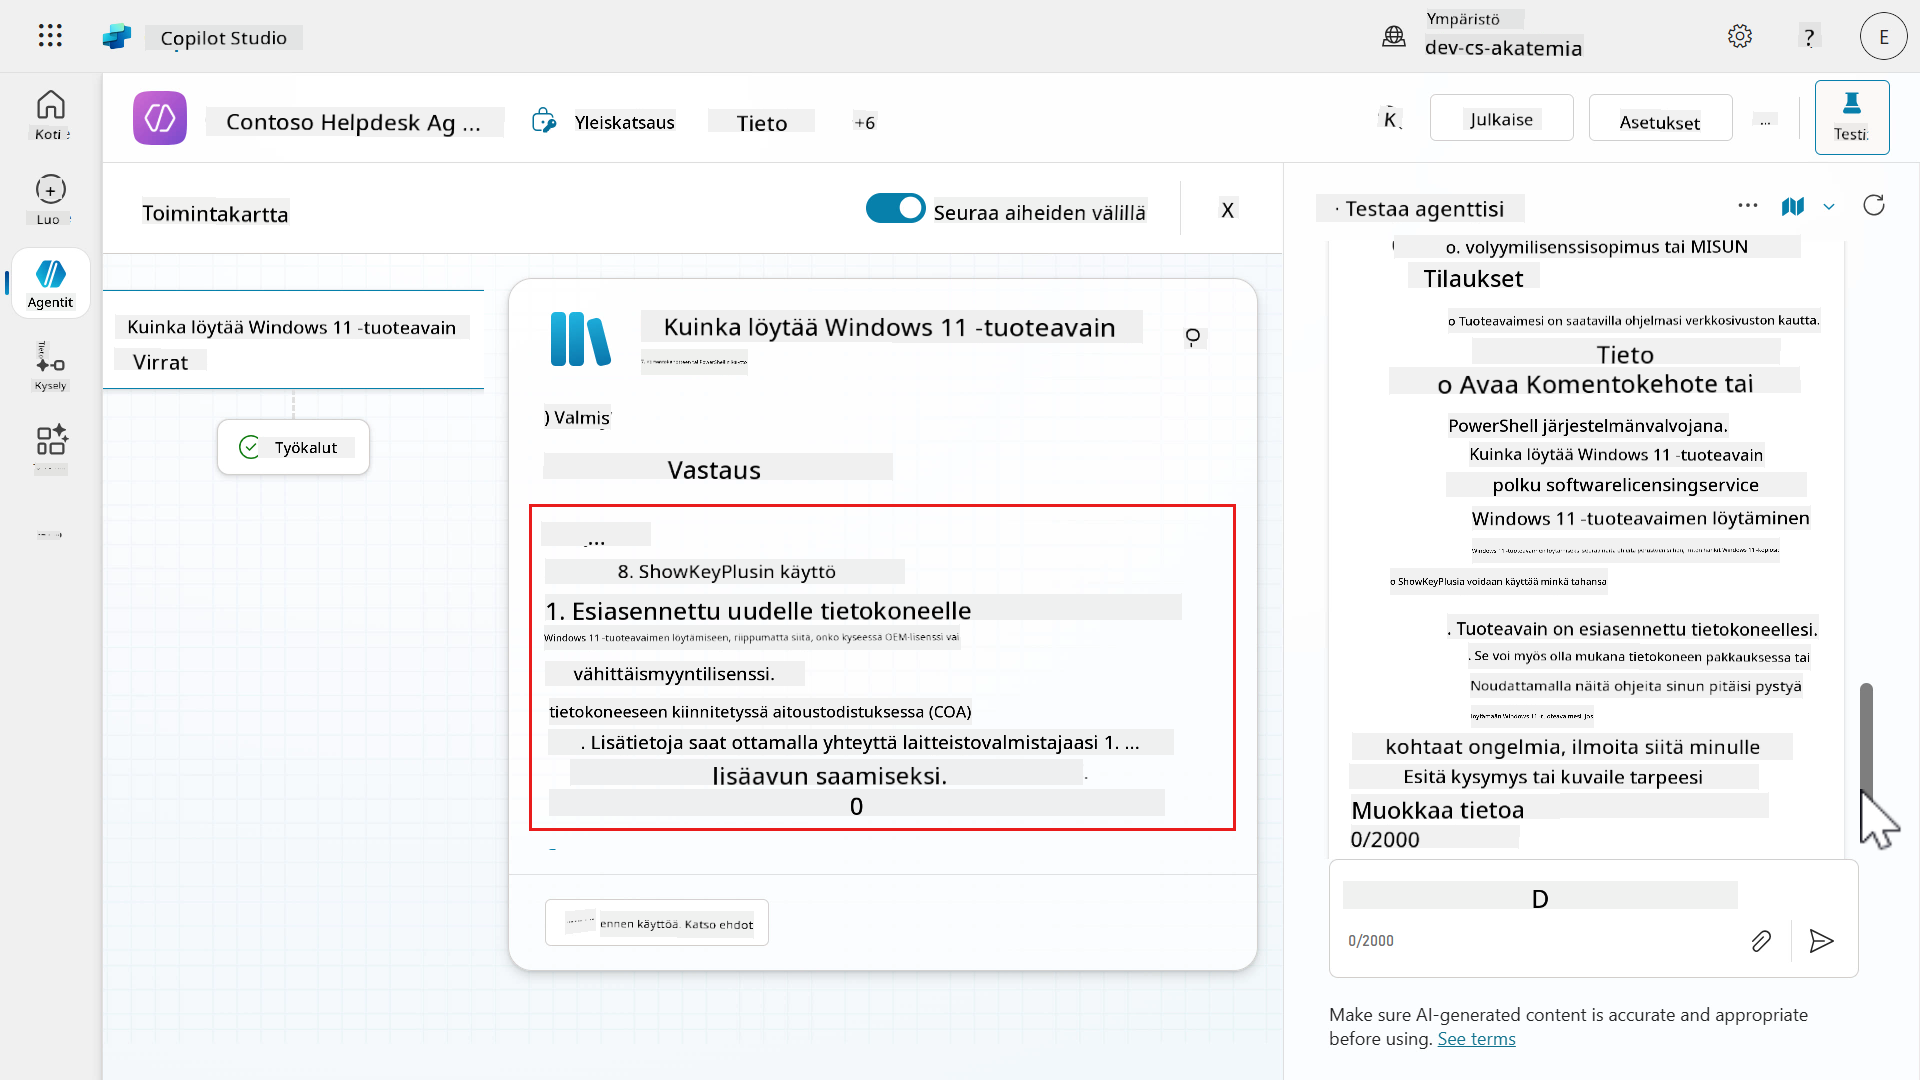 Copilot Studio
Ympäristö
dev-cs-akatemia
?
E
Koti
Luo
Agentit
Kysely
Contoso Helpdesk Ag ...
Yleiskatsaus
Tieto
+6
K
Julkaise
Asetukset
...
Testi:
Toimintakartta
Seuraa aiheiden välillä
X
Kuinka löytää Windows 11 -tuoteavain
Virrat
Työkalut
Kuinka löytää Windows 11 -tuoteavain
) Valmis
Vastaus
...
8. ShowKeyPlusin käyttö
1. Esiasennettu uudelle tietokoneelle
Windows 11 -tuoteavaimen löytämiseen, riippumatta siitä, onko kyseessä OEM-lisenssi vai
vähittäismyyntilisenssi.
tietokoneeseen kiinnitetyssä aitoustodistuksessa (COA)
. Lisätietoja saat ottamalla yhteyttä laitteistovalmistajaasi 1. ...
lisäavun saamiseksi.
0
ennen käyttöä. Katso ehdot
· Testaa agenttisi
o. volyymilisenssisopimus tai MISUN
Tilaukset
o Tuoteavaimesi on saatavilla ohjelmasi verkkosivuston kautta.
Tieto
o Avaa Komentokehote tai
PowerShell järjestelmänvalvojana.
Kuinka löytää Windows 11 -tuoteavain
polku softwarelicensingservice
Windows 11 -tuoteavaimen löytäminen
o ShowKeyPlusia voidaan käyttää minkä tahansa
. Tuoteavain on esiasennettu tietokoneellesi.
. Se voi myös olla mukana tietokoneen pakkauksessa tai
Noudattamalla näitä ohjeita sinun pitäisi pystyä
kohtaat ongelmia, ilmoita siitä minulle
Esitä kysymys tai kuvaile tarpeesi
Muokkaa tietoa
0/2000
D
0/2000
Make sure AI-generated content is accurate and appropriate
before using. See terms